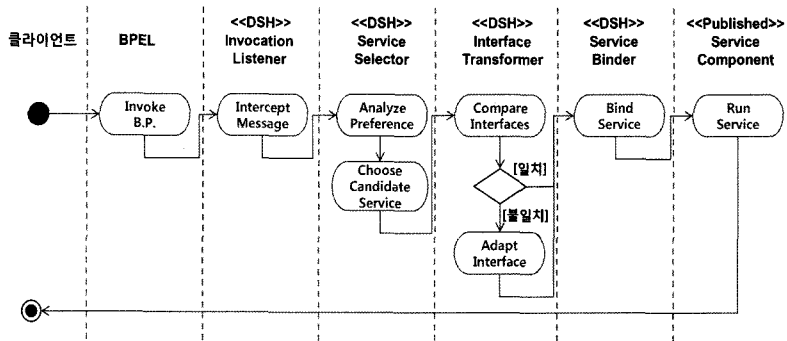 클라이언트
BPEL
<<DSH>>
Invocation
Listener
<<DSH>>
Service
Selector
<<DSH>>
Interface
Transformer
<<DSH>>
Service
Binder
<<Published>>
Service
Component
Invoke
B.P.
Intercept
Message
Analyze
Preference
Choose
Candidate
Service
Compare
Interfaces
[일치]
[불일치]
Adapt
Interface
Bind
Service
Run
Service